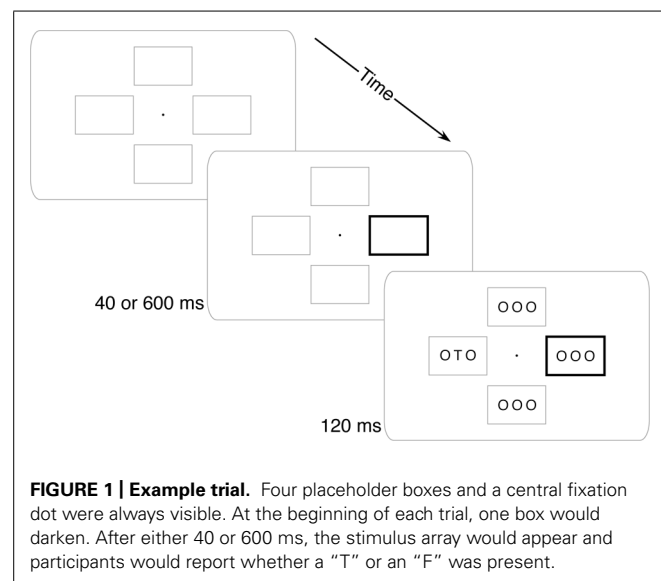 Time
40 or 600 ms
OOO
OTO
OOO
OOO
120 ms
FIGURE 1 | Example trial. Four placeholder boxes and a central fixation
dot were always visible. At the beginning of each trial, one box would
darken. After either 40 or 600 ms, the stimulus array would appear and
participants would report whether a “T” or an “F” was present.